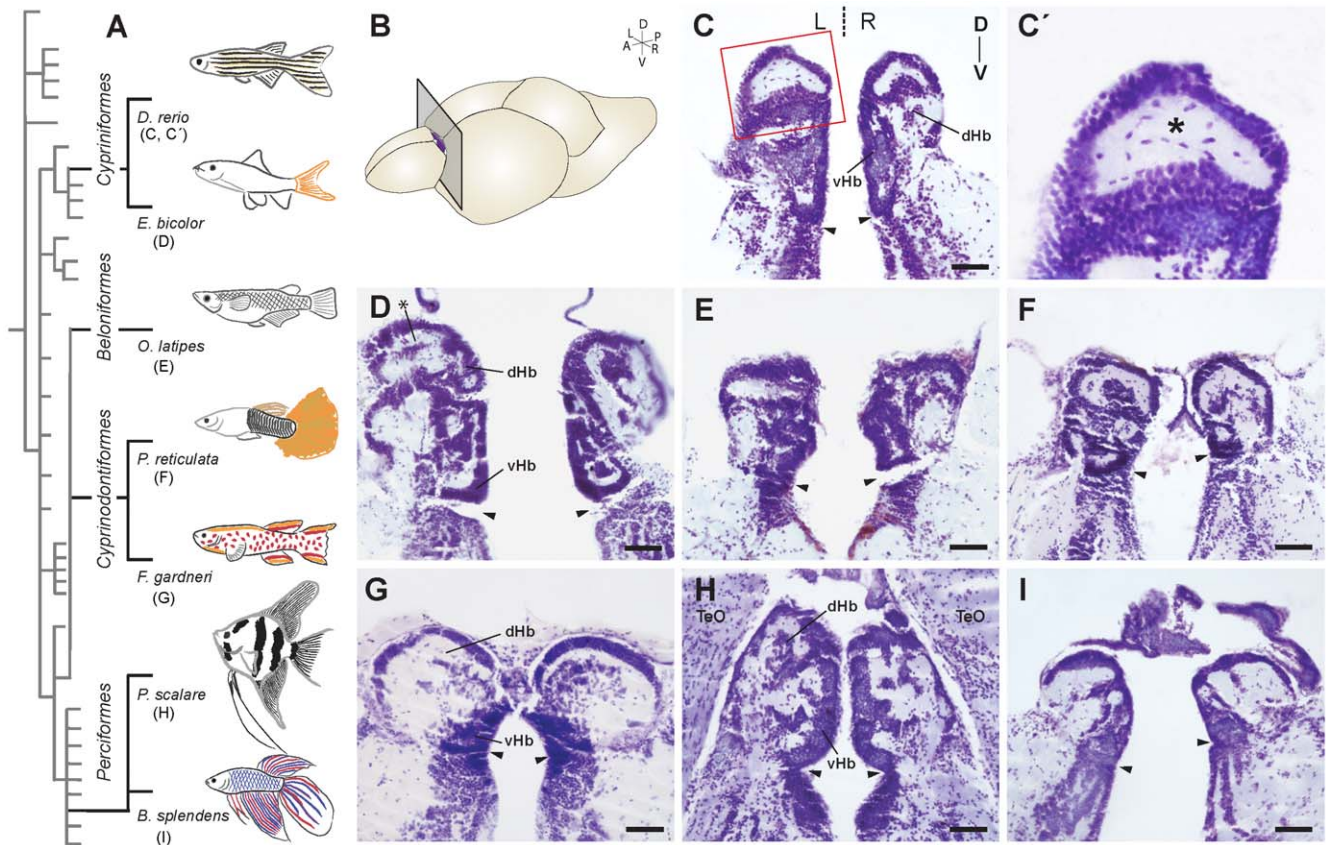 A
Cypriniformes
D. rerio
(C, C´)
E. bicolor
(D)
Beloniformes
O. latipes
(E)
Cyprinodontiformes
P. reticulata
(F)
F. gardneri
(G)
Perciformes
P. scalare
(H)
B. splendens
(I)
B
D
L P
A R
V
C
L R
D
V
dHb
vHb
C´
*
D
*
dHb
vHb
E
F
G
dHb
vHb
H
TeO
dHb
TeO
vHb
I